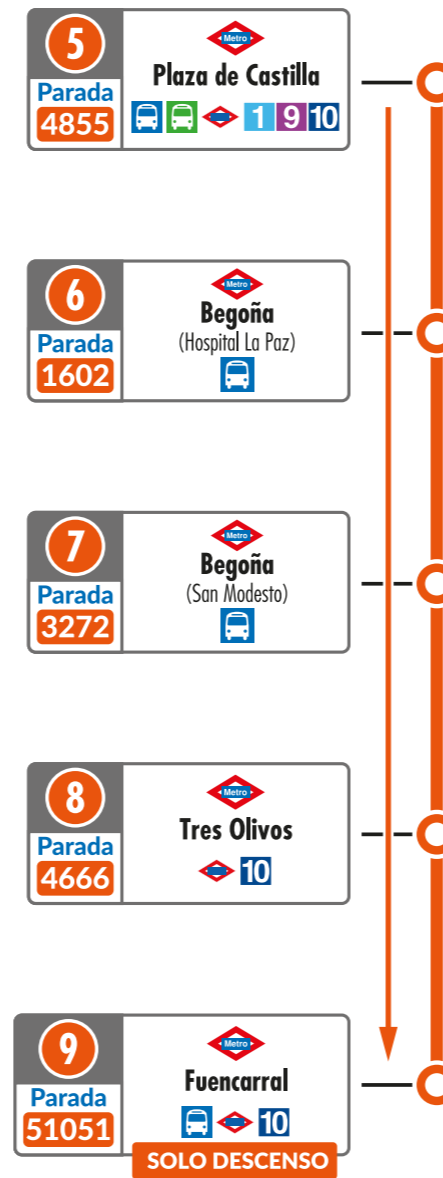 5
Metro
Plaza de Castilla
Parada
4855
1 9 10
6
Metro
Begoña
(Hospital La Paz)
Parada
1602
7
Metro
Begoña
(San Modesto)
Parada
3272
8
Metro
Tres Olivos
Parada
4666
10
9
Metro
Fuencarral
Parada
51051
10
SOLO DESCENSO